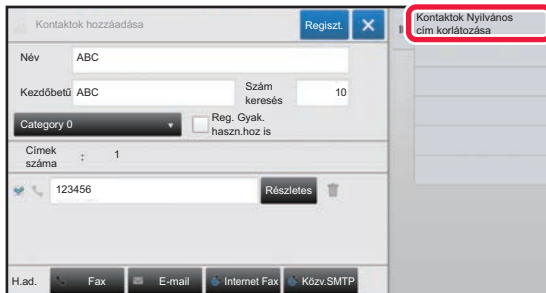 Kontaktok hozzáadása
Regiszt.
Kontaktok Nyilvános
cím korlátozása
Név
ABC
Kezdőbetű
ABC
Szám
keresés
10
Category 0
Reg. Gyak.
haszn.hoz is
Címek
száma
:
1
123456
Részletes
H.ad.
Fax
E-mail
Internet Fax
Közv.SMTP